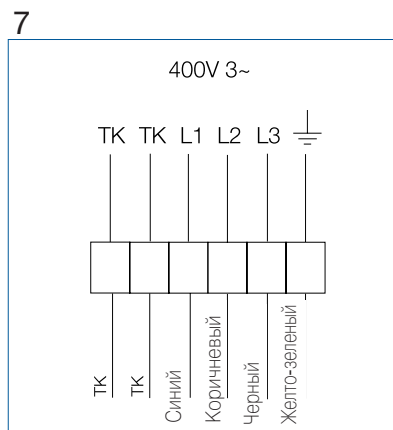 7
400V 3~
TK TK L1 L2 L3
TK
TK
Синий
Коричневый
Черный
Желто-зеленый